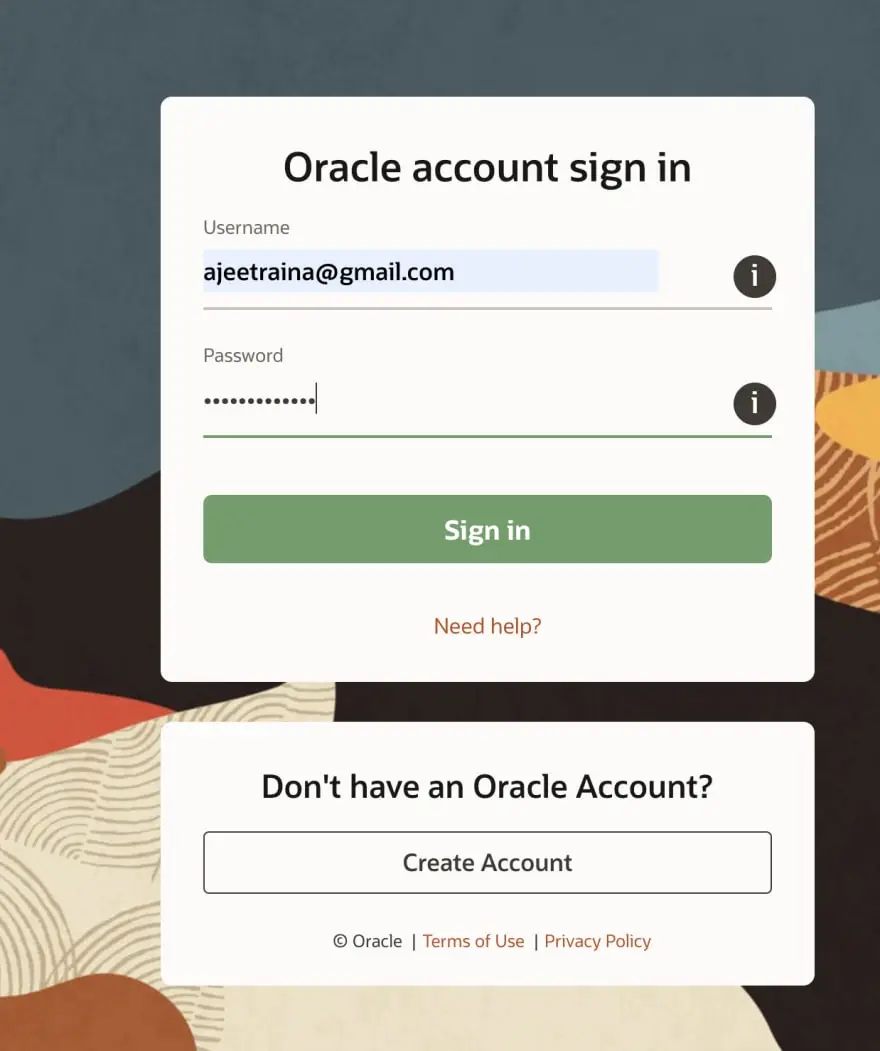 Oracle account sign in
Username
ajeetraina@gmail.com
i
Password
•••••••••••••
i
Sign in
Need help?
Don't have an Oracle Account?
Create Account
© Oracle | Terms of Use | Privacy Policy